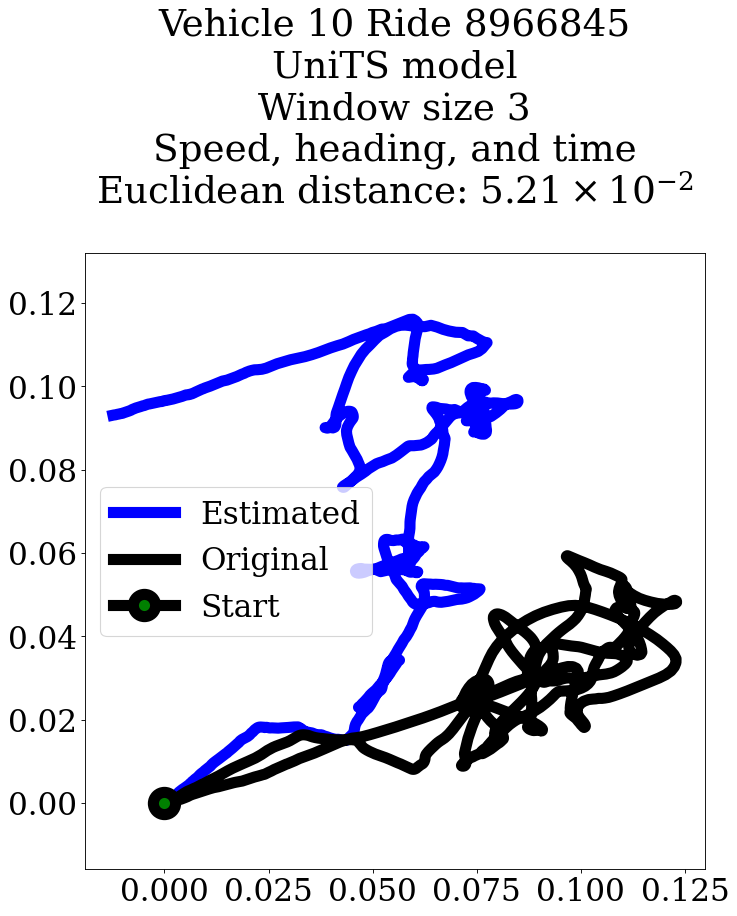 Vehicle 10 Ride 8966845
UniTS model
Window size 3
Speed, heading, and time
Euclidean distance: 5.21 × 10⁻²
0.12
0.10
0.08
0.06
0.04
0.02
0.00
Estimated
Original
Start
0.000 0.025 0.050 0.075 0.100 0.125